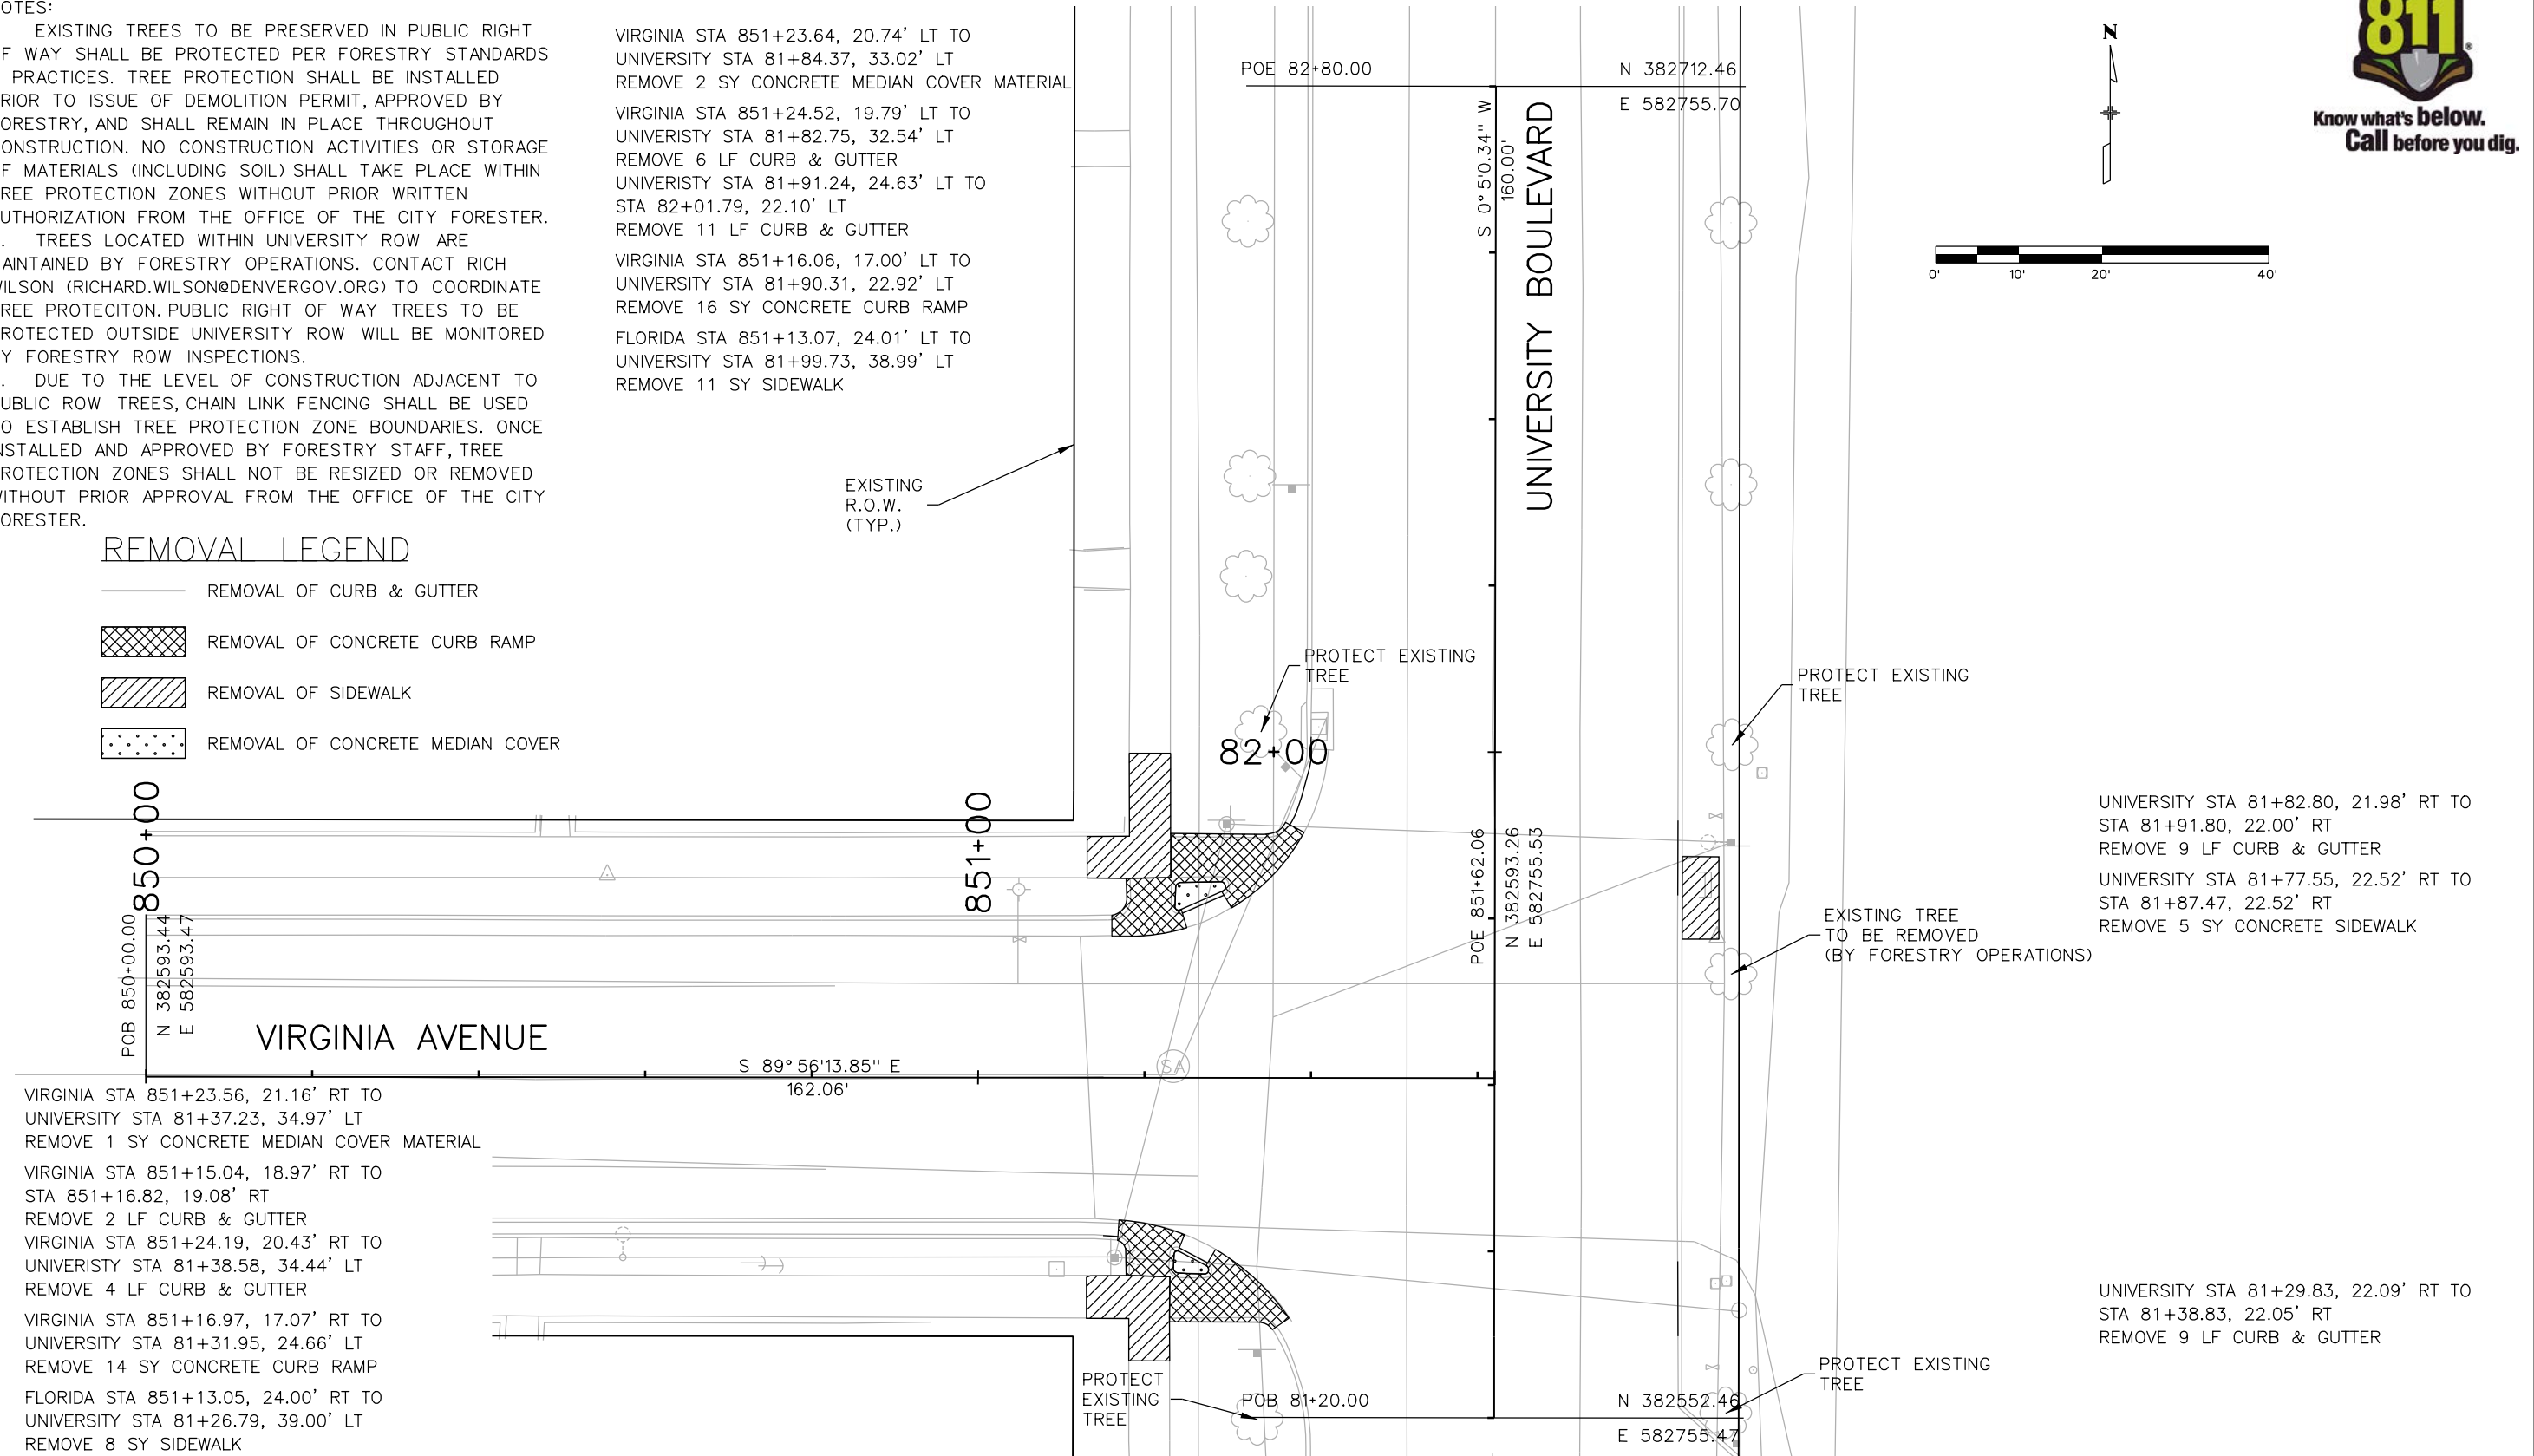 OTES:
EXISTING TREES TO BE PRESERVED IN PUBLIC RIGHT
F WAY SHALL BE PROTECTED PER FORESTRY STANDARDS
PRACTICES. TREE PROTECTION SHALL BE INSTALLED
RIOR TO ISSUE OF DEMOLITION PERMIT, APPROVED BY
ORESTRY, AND SHALL REMAIN IN PLACE THROUGHOUT
ONSTRUCTION. NO CONSTRUCTION ACTIVITIES OR STORAGE
F MATERIALS (INCLUDING SOIL) SHALL TAKE PLACE WITHIN
REE PROTECTION ZONES WITHOUT PRIOR WRITTEN
UTHORIZATION FROM THE OFFICE OF THE CITY FORESTER.
. TREES LOCATED WITHIN UNIVERSITY ROW ARE
AINTAINED BY FORESTRY OPERATIONS. CONTACT RICH
WILSON (RICHARD.WILSON@DENVERGOV.ORG) TO COORDINATE
REE PROTECITON. PUBLIC RIGHT OF WAY TREES TO BE
ROTECTED OUTSIDE UNIVERSITY ROW WILL BE MONITORED
Y FORESTRY ROW INSPECTIONS.
. DUE TO THE LEVEL OF CONSTRUCTION ADJACENT TO
UBLIC ROW TREES, CHAIN LINK FENCING SHALL BE USED
O ESTABLISH TREE PROTECTION ZONE BOUNDARIES. ONCE
NSTALLED AND APPROVED BY FORESTRY STAFF, TREE
ROTECTION ZONES SHALL NOT BE RESIZED OR REMOVED
WITHOUT PRIOR APPROVAL FROM THE OFFICE OF THE CITY
ORESTER.
REMOVAL LEGEND
REMOVAL OF CURB & GUTTER
REMOVAL OF CONCRETE CURB RAMP
REMOVAL OF SIDEWALK
REMOVAL OF CONCRETE MEDIAN COVER
VIRGINIA STA 851+23.64, 20.74' LT TO
UNIVERSITY STA 81+84.37, 33.02' LT
REMOVE 2 SY CONCRETE MEDIAN COVER MATERIAL
VIRGINIA STA 851+24.52, 19.79' LT TO
UNIVERISTY STA 81+82.75, 32.54' LT
REMOVE 6 LF CURB & GUTTER
UNIVERISTY STA 81+91.24, 24.63' LT TO
STA 82+01.79, 22.10' LT
REMOVE 11 LF CURB & GUTTER
VIRGINIA STA 851+16.06, 17.00' LT TO
UNIVERSITY STA 81+90.31, 22.92' LT
REMOVE 16 SY CONCRETE CURB RAMP
FLORIDA STA 851+13.07, 24.01' LT TO
UNIVERSITY STA 81+99.73, 38.99' LT
REMOVE 11 SY SIDEWALK
EXISTING
R.O.W.
(TYP.)
POE 82+80.00
N 382712.46
E 582755.70
S 0°5'0.34" W
160.00'
UNIVERSITY BOULEVARD
N
0' 10' 20' 40'
811
Know what's below.
Call before you dig.
PROTECT EXISTING
TREE
PROTECT EXISTING
TREE
82+00
850+00
851+00
POE 851+62.06
N 382593.26
E 582755.53
POB 850+00.00
N 382593.44
E 582593.47
VIRGINIA AVENUE
S 89°56'13.85" E
162.06'
SA
UNIVERSITY STA 81+82.80, 21.98' RT TO
STA 81+91.80, 22.00' RT
REMOVE 9 LF CURB & GUTTER
UNIVERSITY STA 81+77.55, 22.52' RT TO
STA 81+87.47, 22.52' RT
REMOVE 5 SY CONCRETE SIDEWALK
EXISTING TREE
TO BE REMOVED
(BY FORESTRY OPERATIONS)
VIRGINIA STA 851+23.56, 21.16' RT TO
UNIVERSITY STA 81+37.23, 34.97' LT
REMOVE 1 SY CONCRETE MEDIAN COVER MATERIAL
VIRGINIA STA 851+15.04, 18.97' RT TO
STA 851+16.82, 19.08' RT
REMOVE 2 LF CURB & GUTTER
VIRGINIA STA 851+24.19, 20.43' RT TO
UNIVERISTY STA 81+38.58, 34.44' LT
REMOVE 4 LF CURB & GUTTER
VIRGINIA STA 851+16.97, 17.07' RT TO
UNIVERSITY STA 81+31.95, 24.66' LT
REMOVE 14 SY CONCRETE CURB RAMP
FLORIDA STA 851+13.05, 24.00' RT TO
UNIVERSITY STA 81+26.79, 39.00' LT
REMOVE 8 SY SIDEWALK
UNIVERSITY STA 81+29.83, 22.09' RT TO
STA 81+38.83, 22.05' RT
REMOVE 9 LF CURB & GUTTER
PROTECT
EXISTING
TREE
POB 81+20.00
N 382552.46
E 582755.47
PROTECT EXISTING
TREE